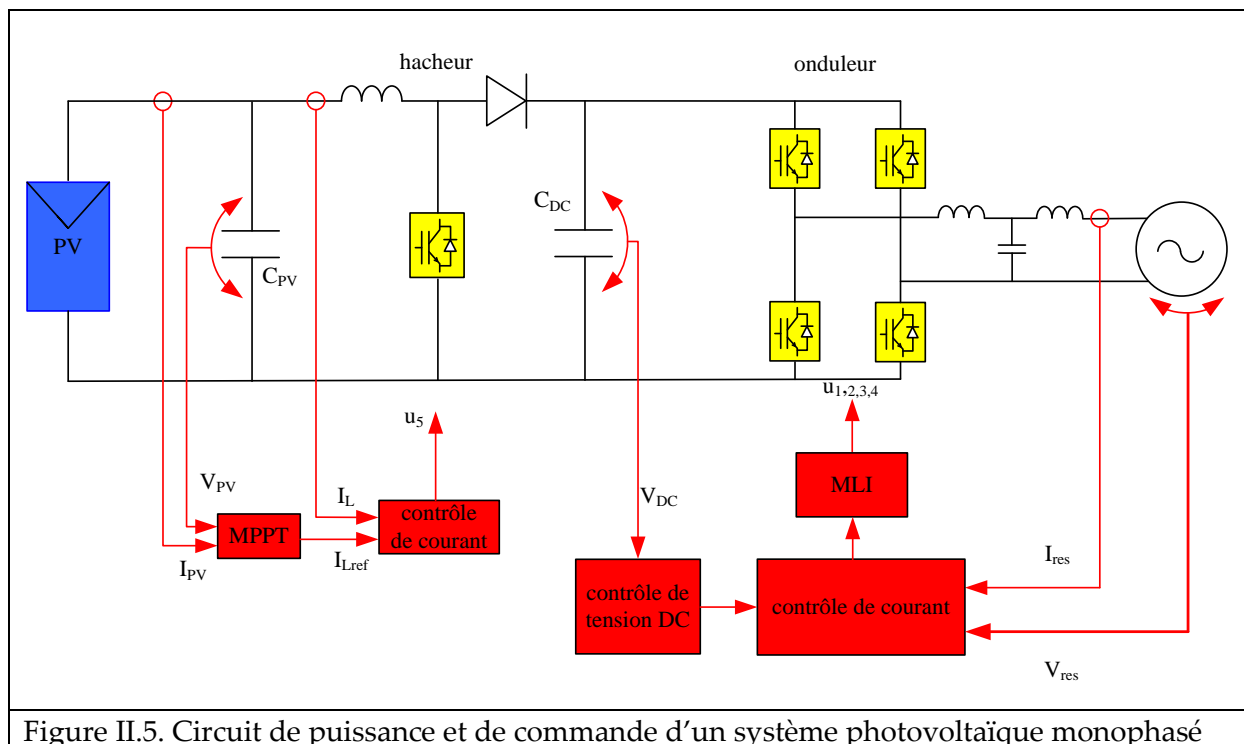 hacheur
onduleur
PV
C_PV
C_DC
u_5
u_1,2,3,4
V_PV
I_L
V_DC
MLI
MPPT
contrôle
de courant
I_PV
I_Lref
contrôle de
tension DC
contrôle de courant
I_res
V_res
Figure II.5. Circuit de puissance et de commande d'un système photovoltaïque monophasé